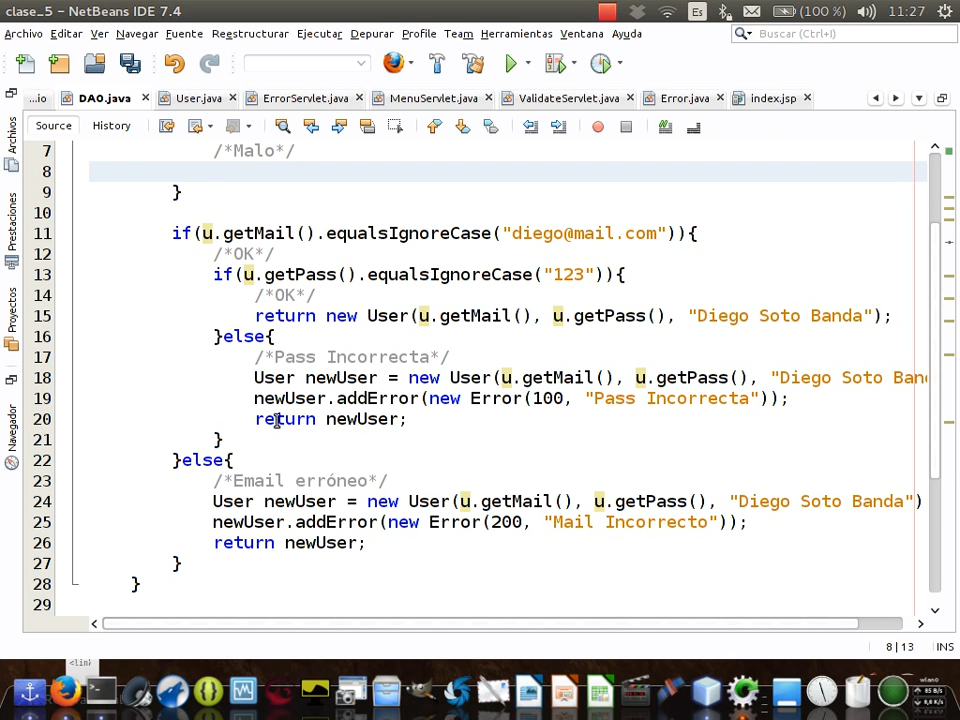 clase_5 - NetBeans IDE 7.4
Es
(100 %)
11:27
Archivo Editar Ver Navegar Fuente Reestructurar Ejecutar Depurar Profile Team Herramientas Ventana Ayuda
Buscar (Ctrl+I)
...io DAO.java User.java ErrorServlet.java MenuServlet.java ValidateServlet.java Error.java index.jsp
Source History
Archivos
Prestaciones
Proyectos
Navegador
7 /*Malo*/
8
9 }
10
11 if(u.getMail().equalsIgnoreCase("diego@mail.com")){
12 /*OK*/
13 if(u.getPass().equalsIgnoreCase("123")){
14 /*OK*/
15 return new User(u.getMail(), u.getPass(), "Diego Soto Banda");
16 }else{
17 /*Pass Incorrecta*/
18 User newUser = new User(u.getMail(), u.getPass(), "Diego Soto Ban
19 newUser.addError(new Error(100, "Pass Incorrecta"));
20 return newUser;
21 }
22 }else{
23 /*Email erróneo*/
24 User newUser = new User(u.getMail(), u.getPass(), "Diego Soto Banda")
25 newUser.addError(new Error(200, "Mail Incorrecto"));
26 return newUser;
27 }
28 }
29
8|13 INS